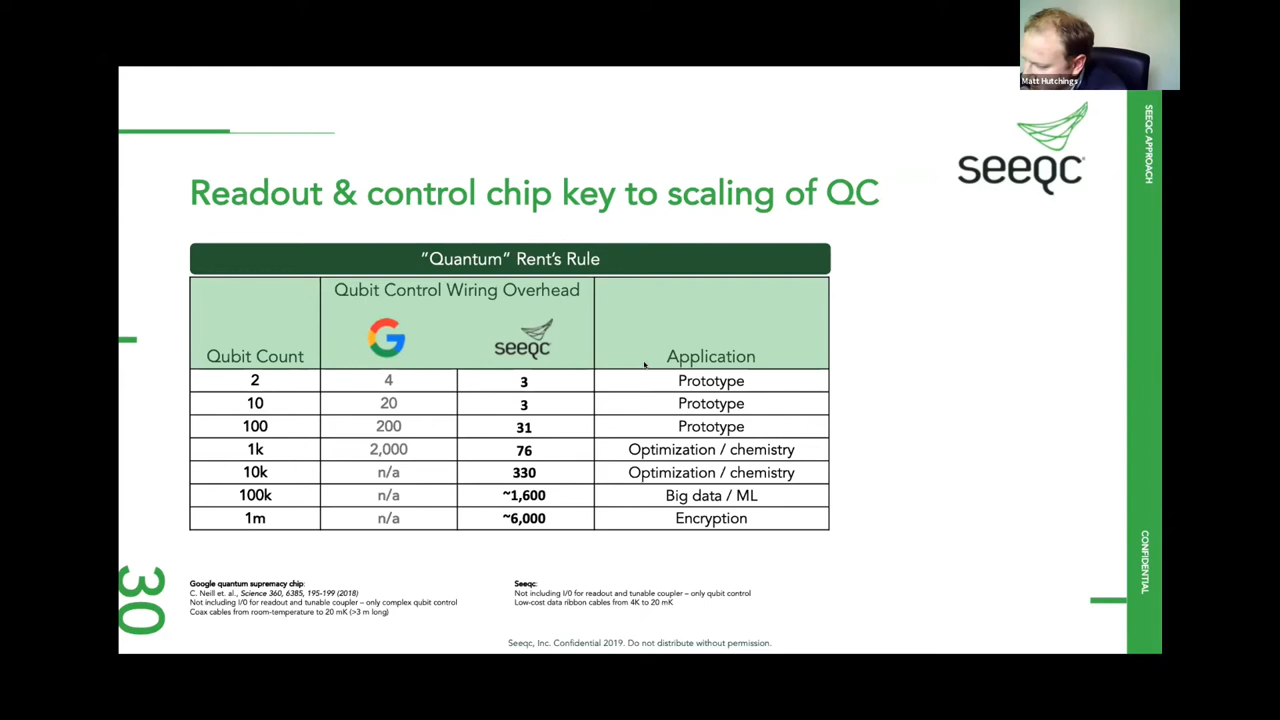 Matt Hutchings
SEEQC APPROACH
seeqc
Readout & control chip key to scaling of QC
"Quantum" Rent's Rule
Qubit Control Wiring Overhead
G seeqc
Qubit Count Application
2 4 3 Prototype
10 20 3 Prototype
100 200 31 Prototype
1k 2,000 76 Optimization / chemistry
10k n/a 330 Optimization / chemistry
100k n/a ~1,600 Big data / ML
1m n/a ~6,000 Encryption
CONFIDENTIAL
30
Google quantum supremacy chip:
C. Neill et. al., Science 360, 6385, 195-199 (2018)
Not including I/0 for readout and tunable coupler – only complex qubit control
Coax cables from room-temperature to 20 mK (>3 m long)
Seeqc:
Not including I/0 for readout and tunable coupler – only qubit control
Low-cost data ribbon cables from 4K to 20 mK
Seeqc, Inc. Confidential 2019. Do not distribute without permission.